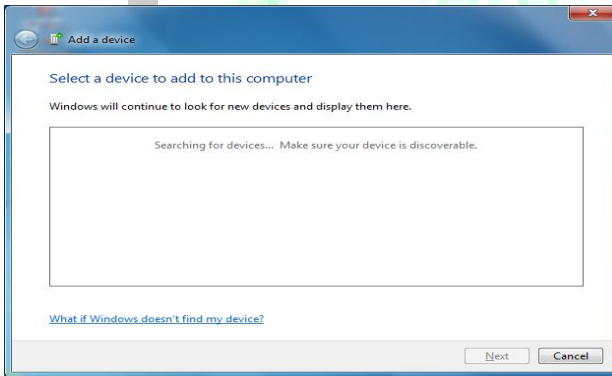 Add a device
Select a device to add to this computer
Windows will continue to look for new devices and display them here.
Searching for devices... Make sure your device is discoverable.
What if Windows doesn't find my device?
Next Cancel